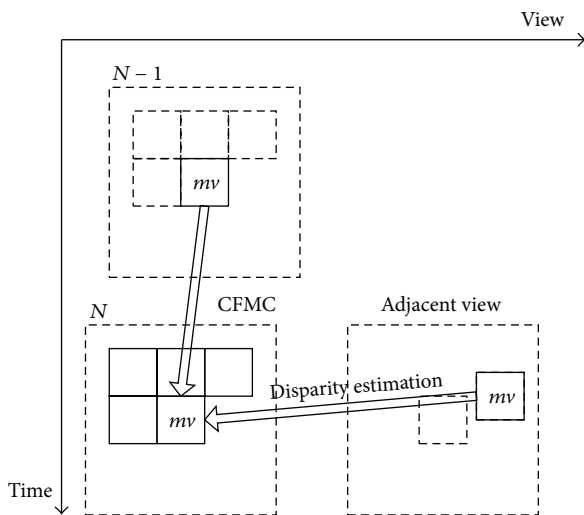 View
N − 1
mv
N
CFMC
Adjacent view
Disparity estimation
mv
mv
Time